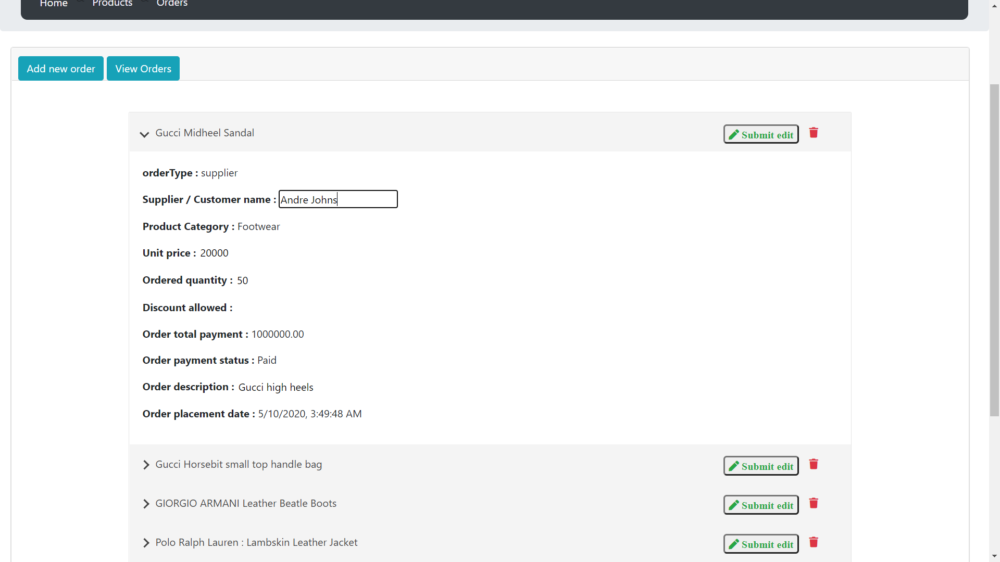 Home Products Orders
Add new order View Orders
Gucci Midheel Sandal Submit edit
orderType : supplier
Supplier / Customer name : Andre Johns
Product Category : Footwear
Unit price : 20000
Ordered quantity : 50
Discount allowed :
Order total payment : 1000000.00
Order payment status : Paid
Order description : Gucci high heels
Order placement date : 5/10/2020, 3:49:48 AM
Gucci Horsebit small top handle bag Submit edit
GIORGIO ARMANI Leather Beatle Boots Submit edit
Polo Ralph Lauren : Lambskin Leather Jacket Submit edit